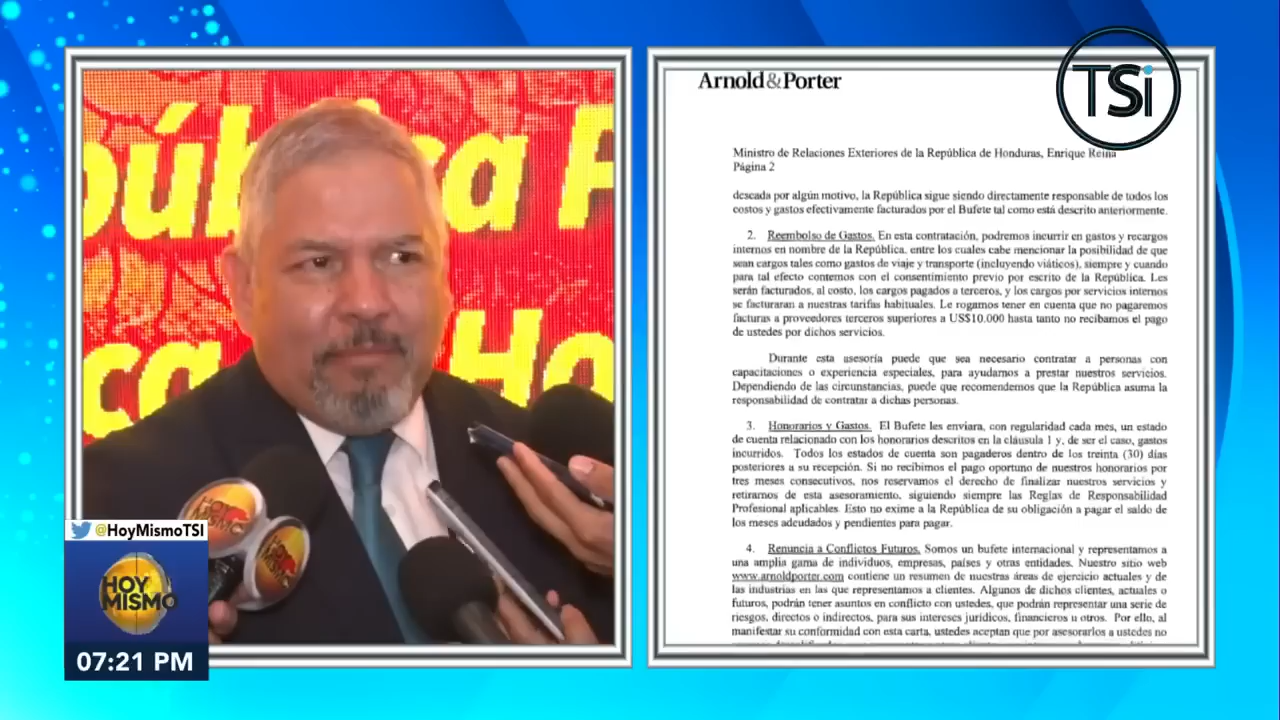 pública P
ca
Ho
HOY MISMO
@HoyMismoTSI
HOY
MISMO
07:21 PM
TSi
Arnold&Porter
Ministro de Relaciones Exteriores de la República de Honduras, Enrique Reina
Página 2
deseada por algún motivo, la República sigue siendo directamente responsable de todos los
costos y gastos efectivamente facturados por el Bufete tal como está descrito anteriormente.
2. Reembolso de Gastos. En esta contratación, podremos incurrir en gastos y recargos
internos en nombre de la República, entre los cuales cabe mencionar la posibilidad de que
sean cargos tales como gastos de viaje y transporte (incluyendo viáticos), siempre y cuando
para tal efecto contemos con el consentimiento previo por escrito de la República. Les
serán facturados, al costo, los cargos pagados a terceros, y los cargos por servicios internos
se facturaran a nuestras tarifas habituales. Le rogamos tener en cuenta que no pagaremos
facturas a proveedores terceros superiores a US$10.000 hasta tanto no recibamos el pago
de ustedes por dichos servicios.
Durante esta asesoría puede que sea necesario contratar a personas con
capacitaciones o experiencia especiales, para ayudarnos a prestar nuestros servicios.
Dependiendo de las circunstancias, puede que recomendemos que la República asuma la
responsabilidad de contratar a dichas personas.
3. Honorarios y Gastos. El Bufete les enviara, con regularidad cada mes, un estado
de cuenta relacionado con los honorarios descritos en la cláusula 1 y, de ser el caso, gastos
incurridos. Todos los estados de cuenta son pagaderos dentro de los treinta (30) días
posteriores a su recepción. Si no recibimos el pago oportuno de nuestros honorarios por
tres meses consecutivos, nos reservamos el derecho de finalizar nuestros servicios y
retirarnos de esta asesoramiento, siguiendo siempre las Reglas de Responsabilidad
Profesional aplicables. Esto no exime a la República de su obligación a pagar el saldo de
los meses adeudados y pendientes para pagar.
4. Renuncia a Conflictos Futuros. Somos un bufete internacional y representamos a
una amplia gama de individuos, empresas, países y otras entidades. Nuestro sitio web
www.arnoldporter.com contiene un resumen de nuestras áreas de ejercicio actuales y de
las industrias en las que representamos a clientes. Algunos de dichos clientes, actuales o
futuros, podrán tener asuntos en conflicto con ustedes, que podrán representar una serie de
riesgos, directos o indirectos, para sus intereses jurídicos, financieros u otros. Por ello, al
manifestar su conformidad con esta carta, ustedes aceptan que por asesorarlos a ustedes no